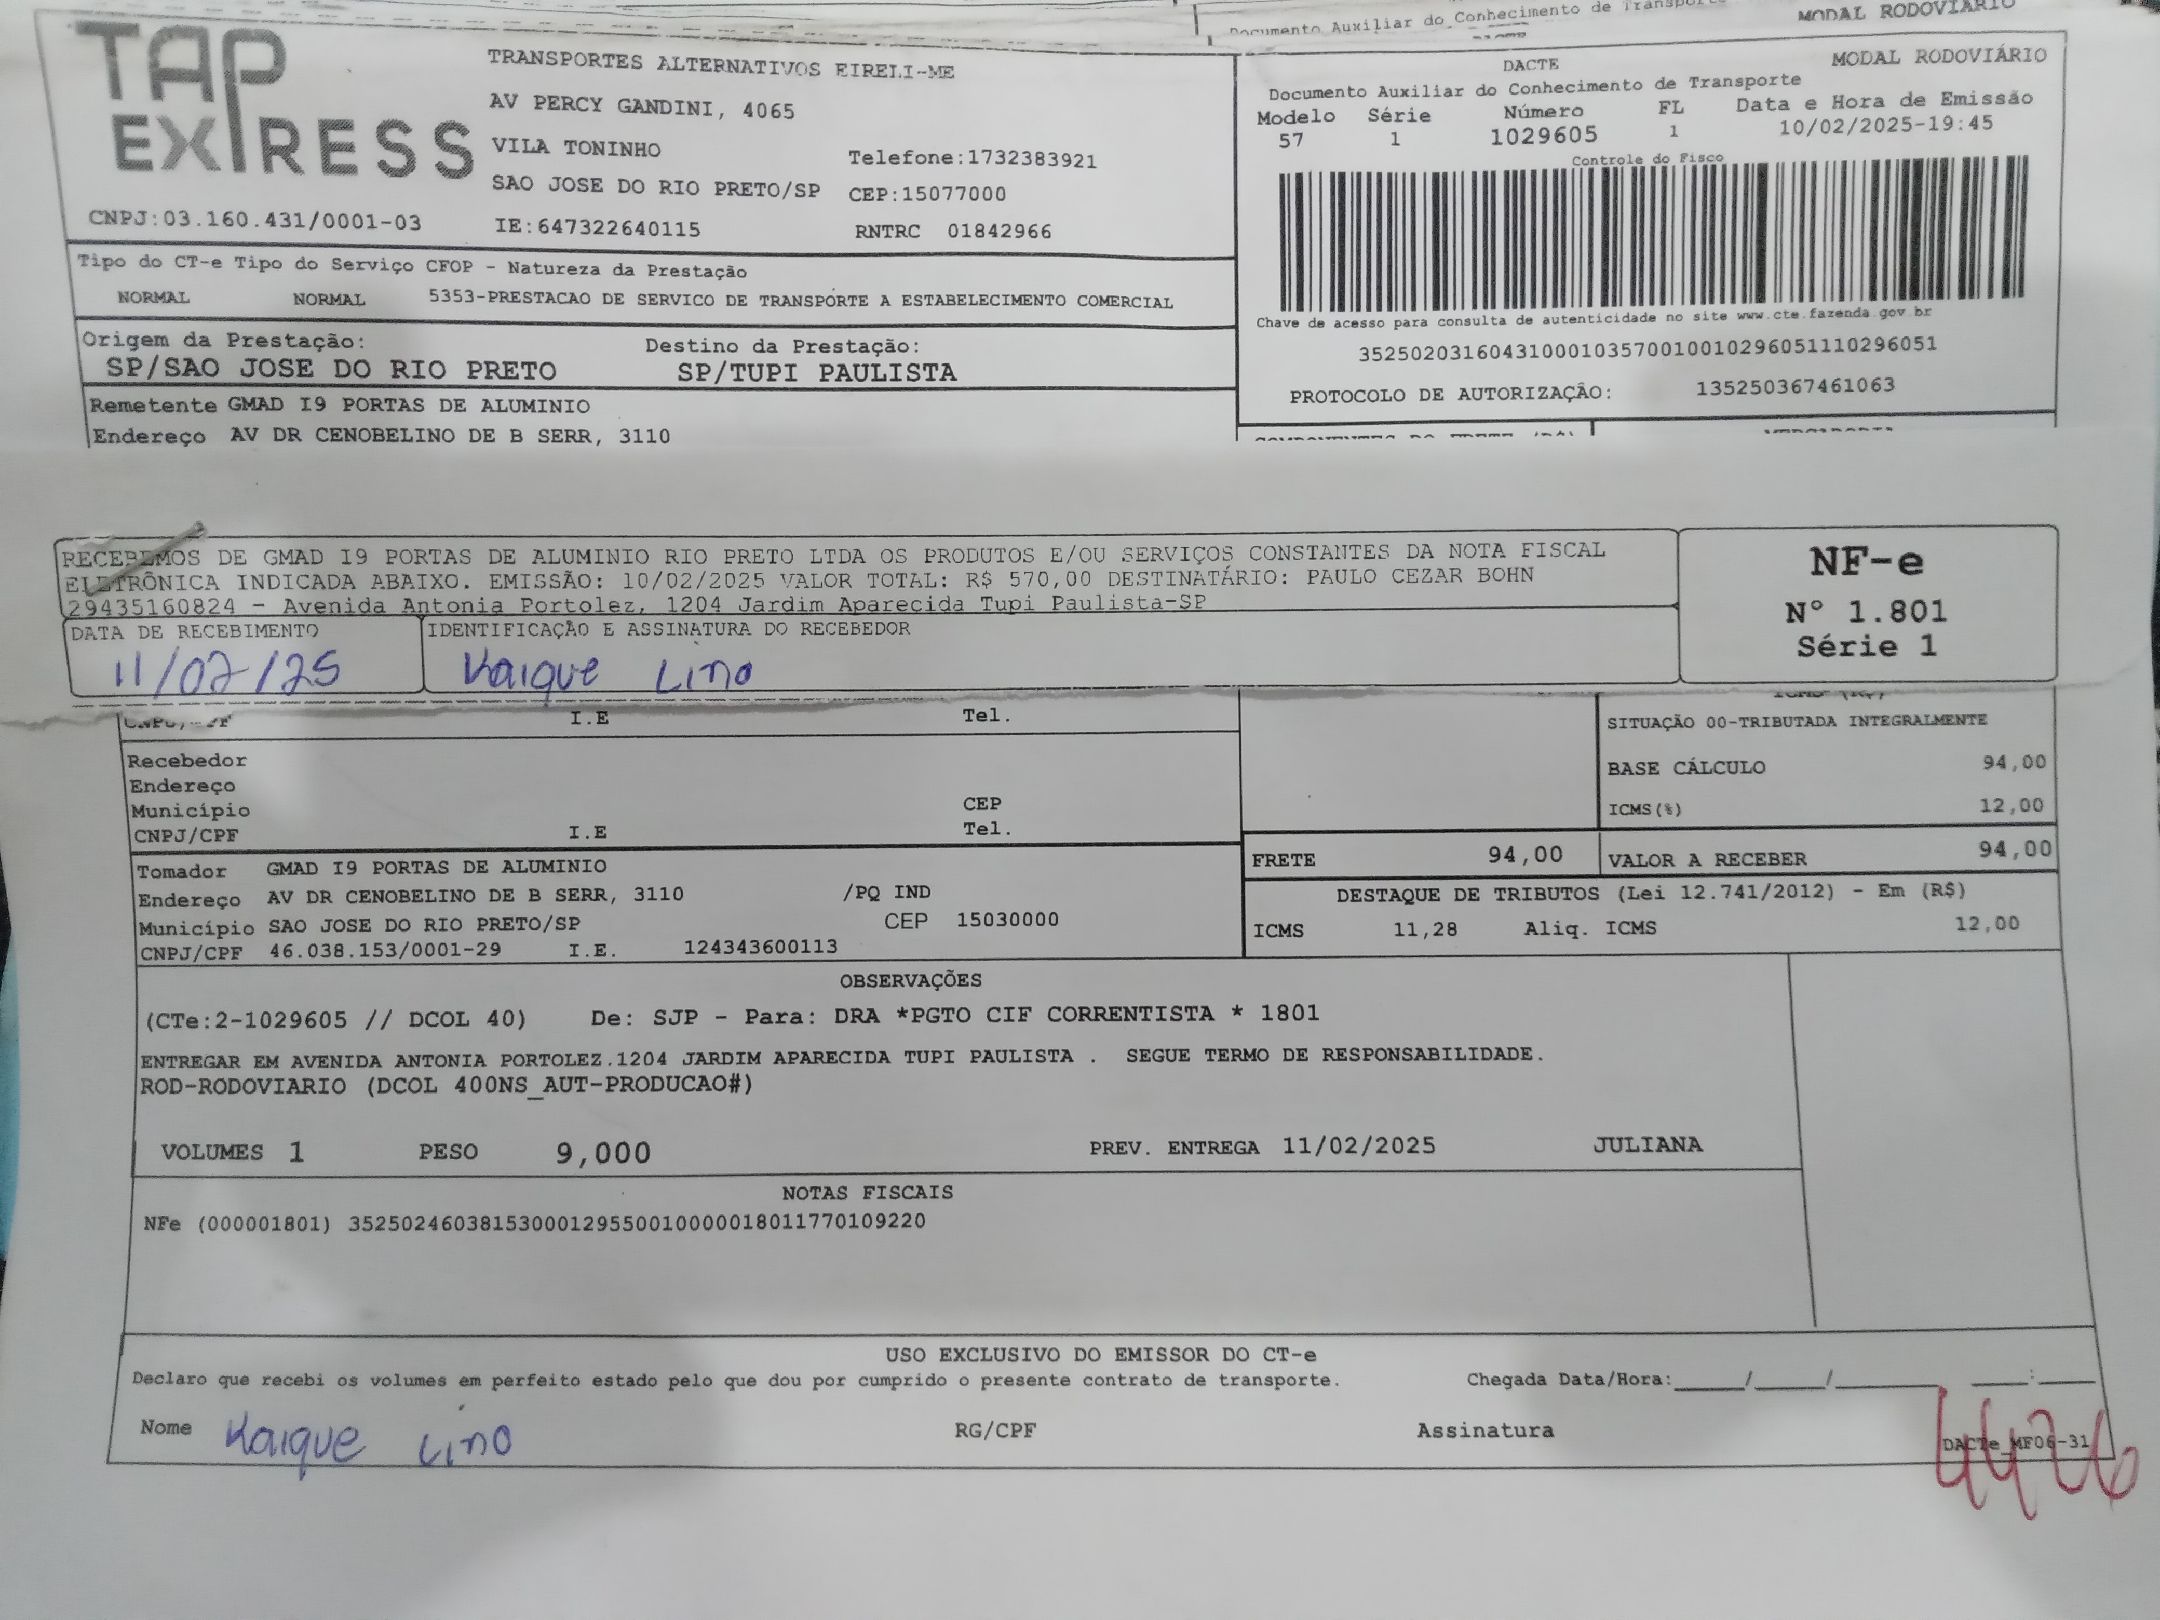 Documento Auxiliar do Conhecimento de Transporte
MODAL RODOVIÁRIO
TAP EXPRESS
TRANSPORTES ALTERNATIVOS EIRELI-ME
AV PERCY GANDINI, 4065
VILA TONINHO Telefone:1732383921
SAO JOSE DO RIO PRETO/SP CEP:15077000
CNPJ:03.160.431/0001-03 IE:647322640115 RNTRC 01842966
DACTE MODAL RODOVIÁRIO
Documento Auxiliar do Conhecimento de Transporte
Modelo Série Número FL Data e Hora de Emissão
57 1 1029605 1 10/02/2025-19:45
Controle do Fisco
Chave de acesso para consulta de autenticidade no site www.cte.fazenda.gov.br
35250203160431000103570010010296051110296051
PROTOCOLO DE AUTORIZAÇÃO: 135250367461063
Tipo do CT-e Tipo do Serviço CFOP - Natureza da Prestação
NORMAL NORMAL 5353-PRESTACAO DE SERVICO DE TRANSPORTE A ESTABELECIMENTO COMERCIAL
Origem da Prestação: Destino da Prestação:
SP/SAO JOSE DO RIO PRETO SP/TUPI PAULISTA
Remetente GMAD I9 PORTAS DE ALUMINIO
Endereço AV DR CENOBELINO DE B SERR, 3110
RECEBEMOS DE GMAD I9 PORTAS DE ALUMINIO RIO PRETO LTDA OS PRODUTOS E/OU SERVIÇOS CONSTANTES DA NOTA FISCAL
ELETRÔNICA INDICADA ABAIXO. EMISSÃO: 10/02/2025 VALOR TOTAL: R$ 570,00 DESTINATÁRIO: PAULO CEZAR BOHN
29435160824 - Avenida Antonia Portolez, 1204 Jardim Aparecida Tupi Paulista-SP
DATA DE RECEBIMENTO IDENTIFICAÇÃO E ASSINATURA DO RECEBEDOR
11/02/25 Kaique Lino
NF-e
Nº 1.801
Série 1
I.E Tel.
Recebedor
Endereço
Município CEP
CNPJ/CPF I.E Tel.
SITUAÇÃO 00-TRIBUTADA INTEGRALMENTE
BASE CÁLCULO 94,00
ICMS(%) 12,00
FRETE 94,00 VALOR A RECEBER 94,00
Tomador GMAD I9 PORTAS DE ALUMINIO
Endereço AV DR CENOBELINO DE B SERR, 3110 /PQ IND
Município SAO JOSE DO RIO PRETO/SP CEP 15030000
CNPJ/CPF 46.038.153/0001-29 I.E. 124343600113
DESTAQUE DE TRIBUTOS (Lei 12.741/2012) - Em (R$)
ICMS 11,28 Aliq. ICMS 12,00
OBSERVAÇÕES
(CTe:2-1029605 // DCOL 40) De: SJP - Para: DRA *PGTO CIF CORRENTISTA * 1801
ENTREGAR EM AVENIDA ANTONIA PORTOLEZ.1204 JARDIM APARECIDA TUPI PAULISTA . SEGUE TERMO DE RESPONSABILIDADE.
ROD-RODOVIARIO (DCOL 400NS_AUT-PRODUCAO#)
VOLUMES 1 PESO 9,000 PREV. ENTREGA 11/02/2025 JULIANA
NOTAS FISCAIS
NFe (000001801) 35250246038153000129550010000018011770109220
USO EXCLUSIVO DO EMISSOR DO CT-e
Declaro que recebi os volumes em perfeito estado pelo que dou por cumprido o presente contrato de transporte. Chegada Data/Hora:____/____/______ ___:___
Nome Kaique Lino RG/CPF Assinatura
DACTe_MF06-31